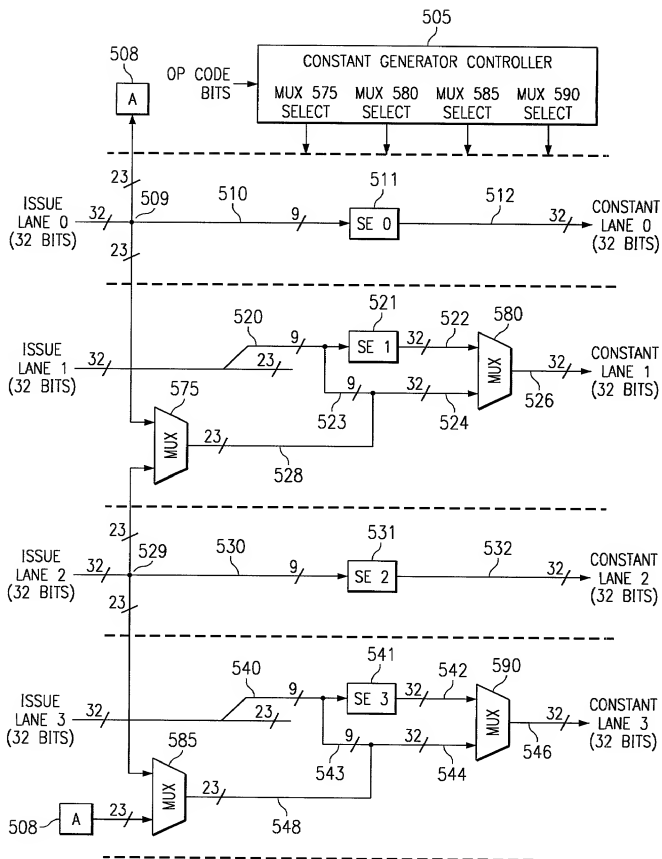 505
508
CONSTANT GENERATOR CONTROLLER
OP CODE
BITS
MUX 575
SELECT
MUX 580
SELECT
MUX 585
SELECT
MUX 590
SELECT
A
23
509
510
511
512
ISSUE
LANE 0
(32 BITS)
32
9
SE 0
32
CONSTANT
LANE 0
(32 BITS)
23
520
521
522
580
ISSUE
LANE 1
(32 BITS)
32
9
23
SE 1
32
MUX
32
CONSTANT
LANE 1
(32 BITS)
575
9
523
32
524
526
MUX
23
528
23
529
530
531
532
ISSUE
LANE 2
(32 BITS)
32
9
SE 2
32
CONSTANT
LANE 2
(32 BITS)
23
540
541
542
590
ISSUE
LANE 3
(32 BITS)
32
9
23
SE 3
32
MUX
32
CONSTANT
LANE 3
(32 BITS)
585
9
543
32
544
546
MUX
23
548
508
A
23